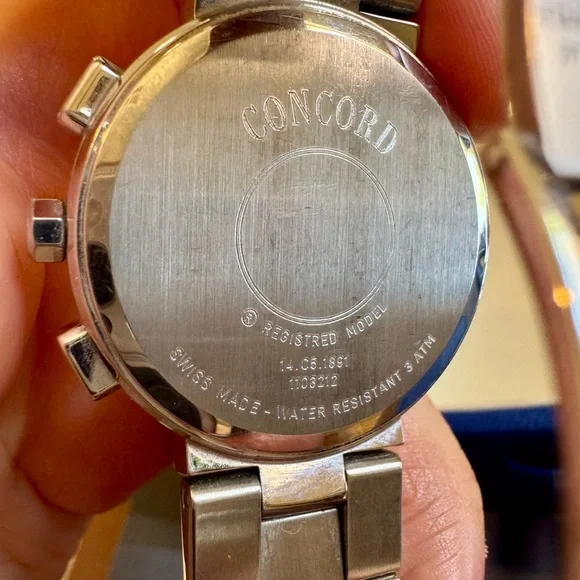 CONCORD
® REGISTRED MODEL
14.C5.1891
1106212
SWISS MADE - WATER RESISTANT 3 ATM